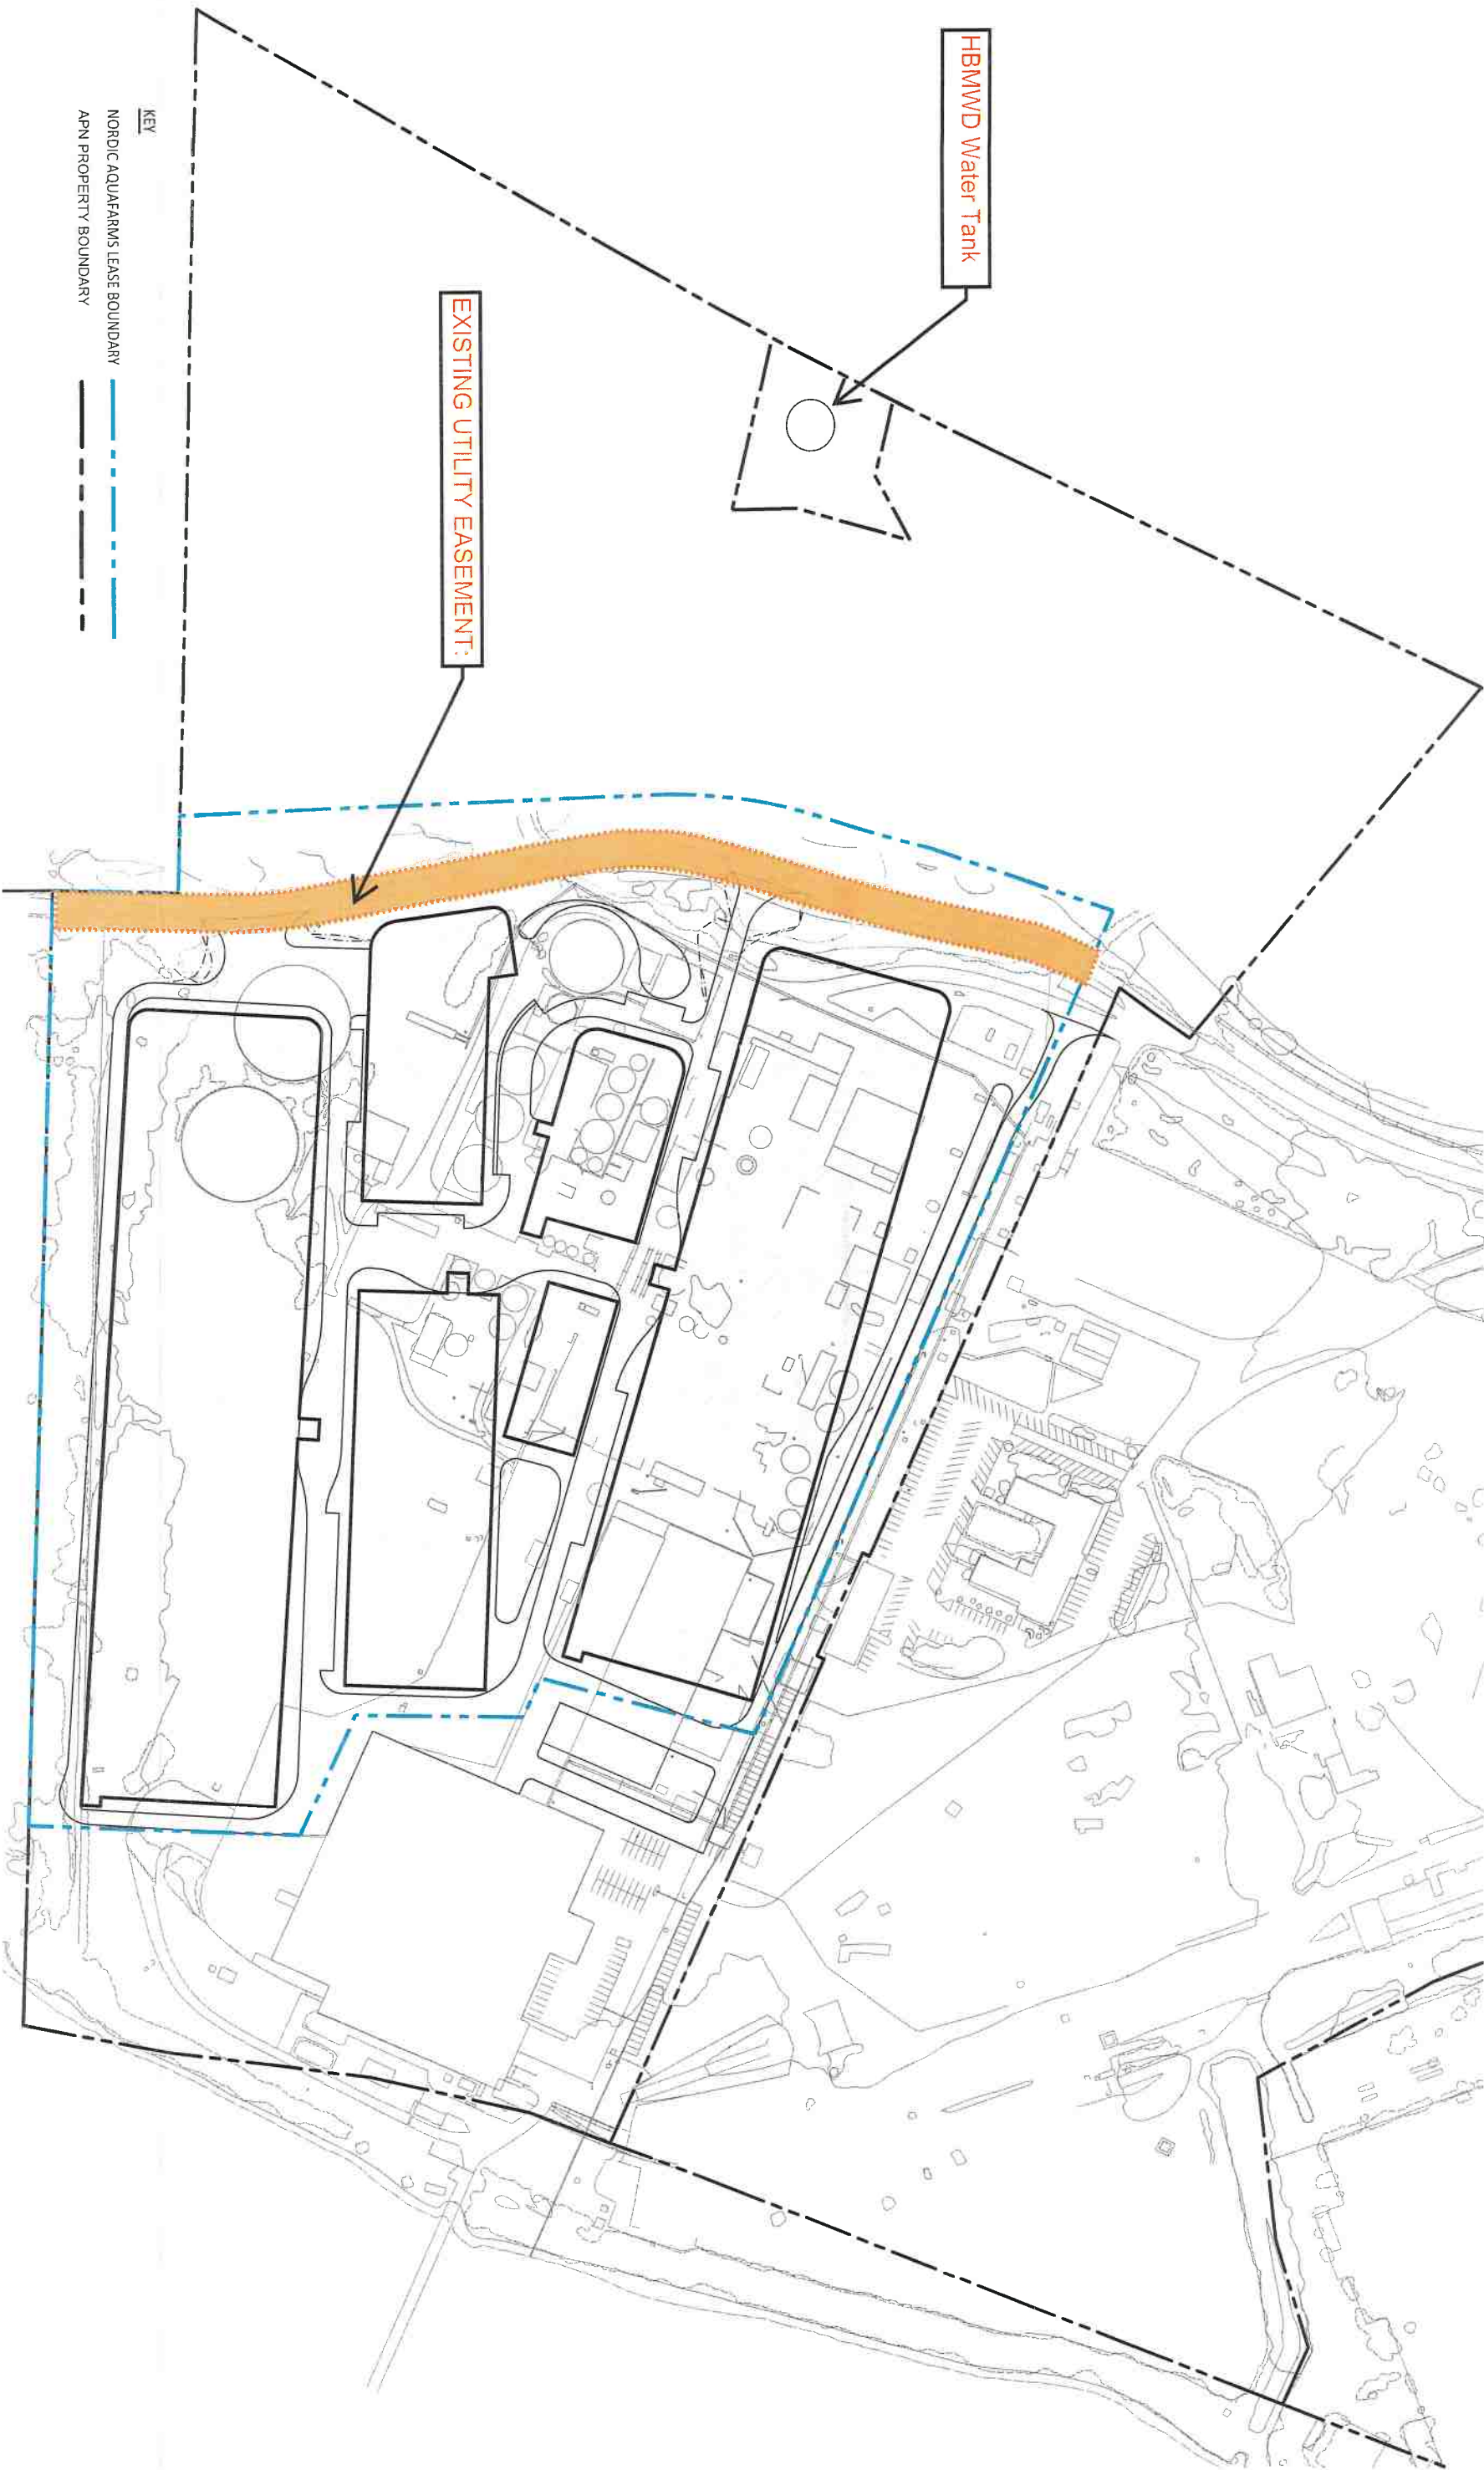 HBMWD Water Tank
EXISTING UTILITY EASEMENT:
KEY
NORDIC AQUAFARMS LEASE BOUNDARY
APN PROPERTY BOUNDARY